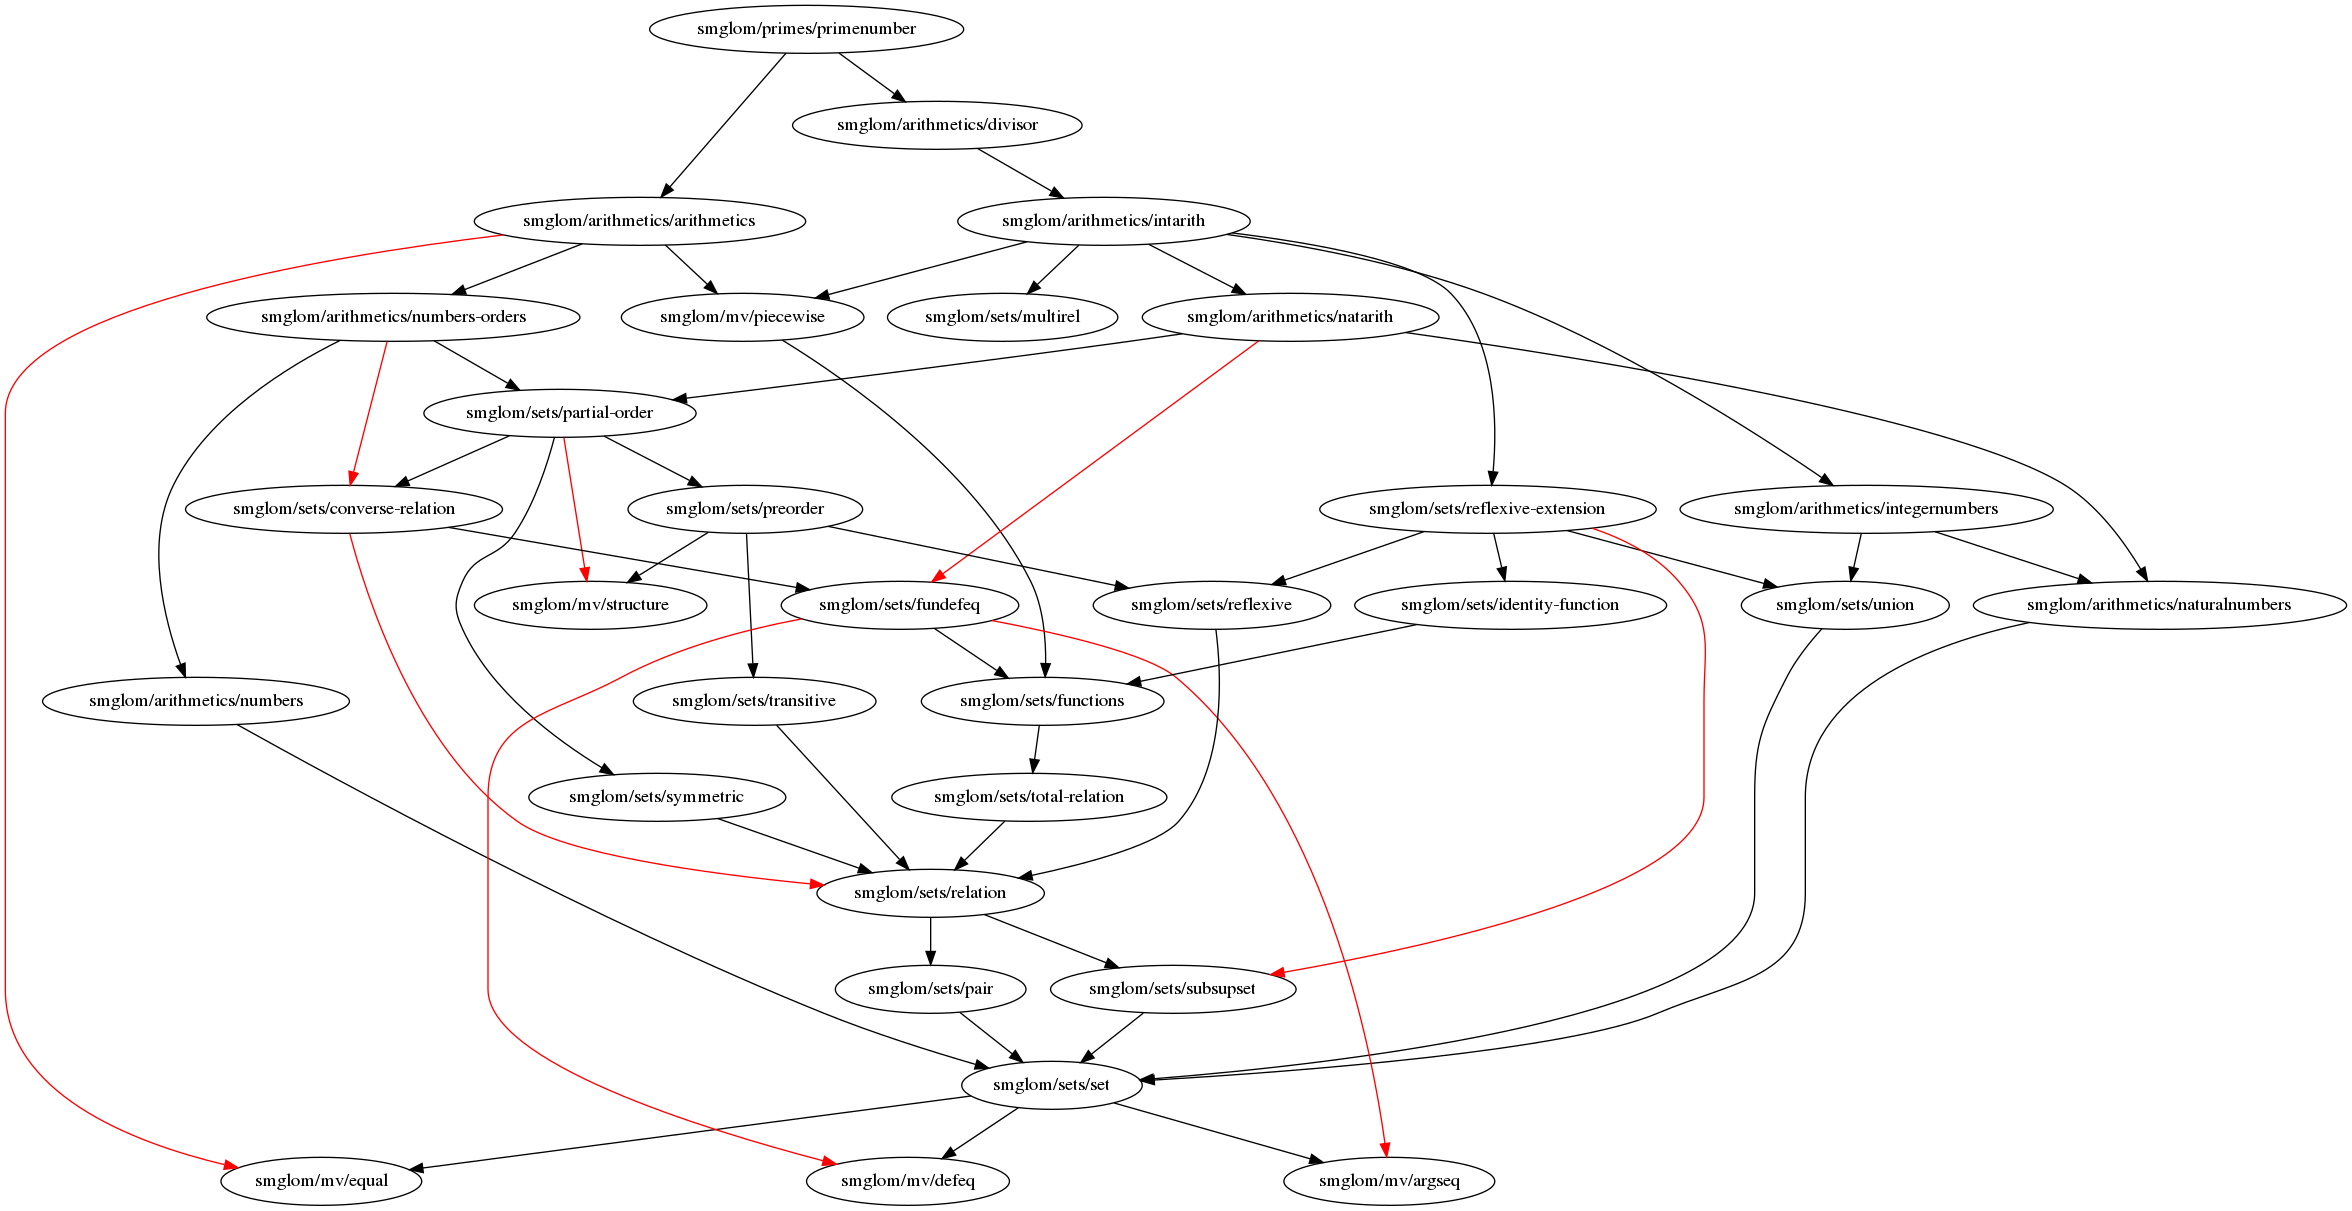 smglom/primes/primenumber
smglom/arithmetics/divisor
smglom/arithmetics/arithmetics
smglom/arithmetics/intarith
smglom/arithmetics/numbers-orders
smglom/mv/piecewise
smglom/sets/multirel
smglom/arithmetics/natarith
smglom/sets/partial-order
smglom/sets/converse-relation
smglom/sets/preorder
smglom/sets/reflexive-extension
smglom/arithmetics/integernumbers
smglom/mv/structure
smglom/sets/fundefeq
smglom/sets/reflexive
smglom/sets/identity-function
smglom/sets/union
smglom/arithmetics/naturalnumbers
smglom/arithmetics/numbers
smglom/sets/transitive
smglom/sets/functions
smglom/sets/symmetric
smglom/sets/total-relation
smglom/sets/relation
smglom/sets/pair
smglom/sets/subsupset
smglom/sets/set
smglom/mv/equal
smglom/mv/defeq
smglom/mv/argseq